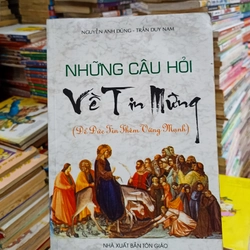 NGUYỄN ANH DŨNG - TRẦN DUY NAM
NHỮNG CÂU HỎI
Về Tin Mừng
(Để Đức Tin Thêm Vững Mạnh)
NHÀ XUẤT BẢN TÔN GIÁO